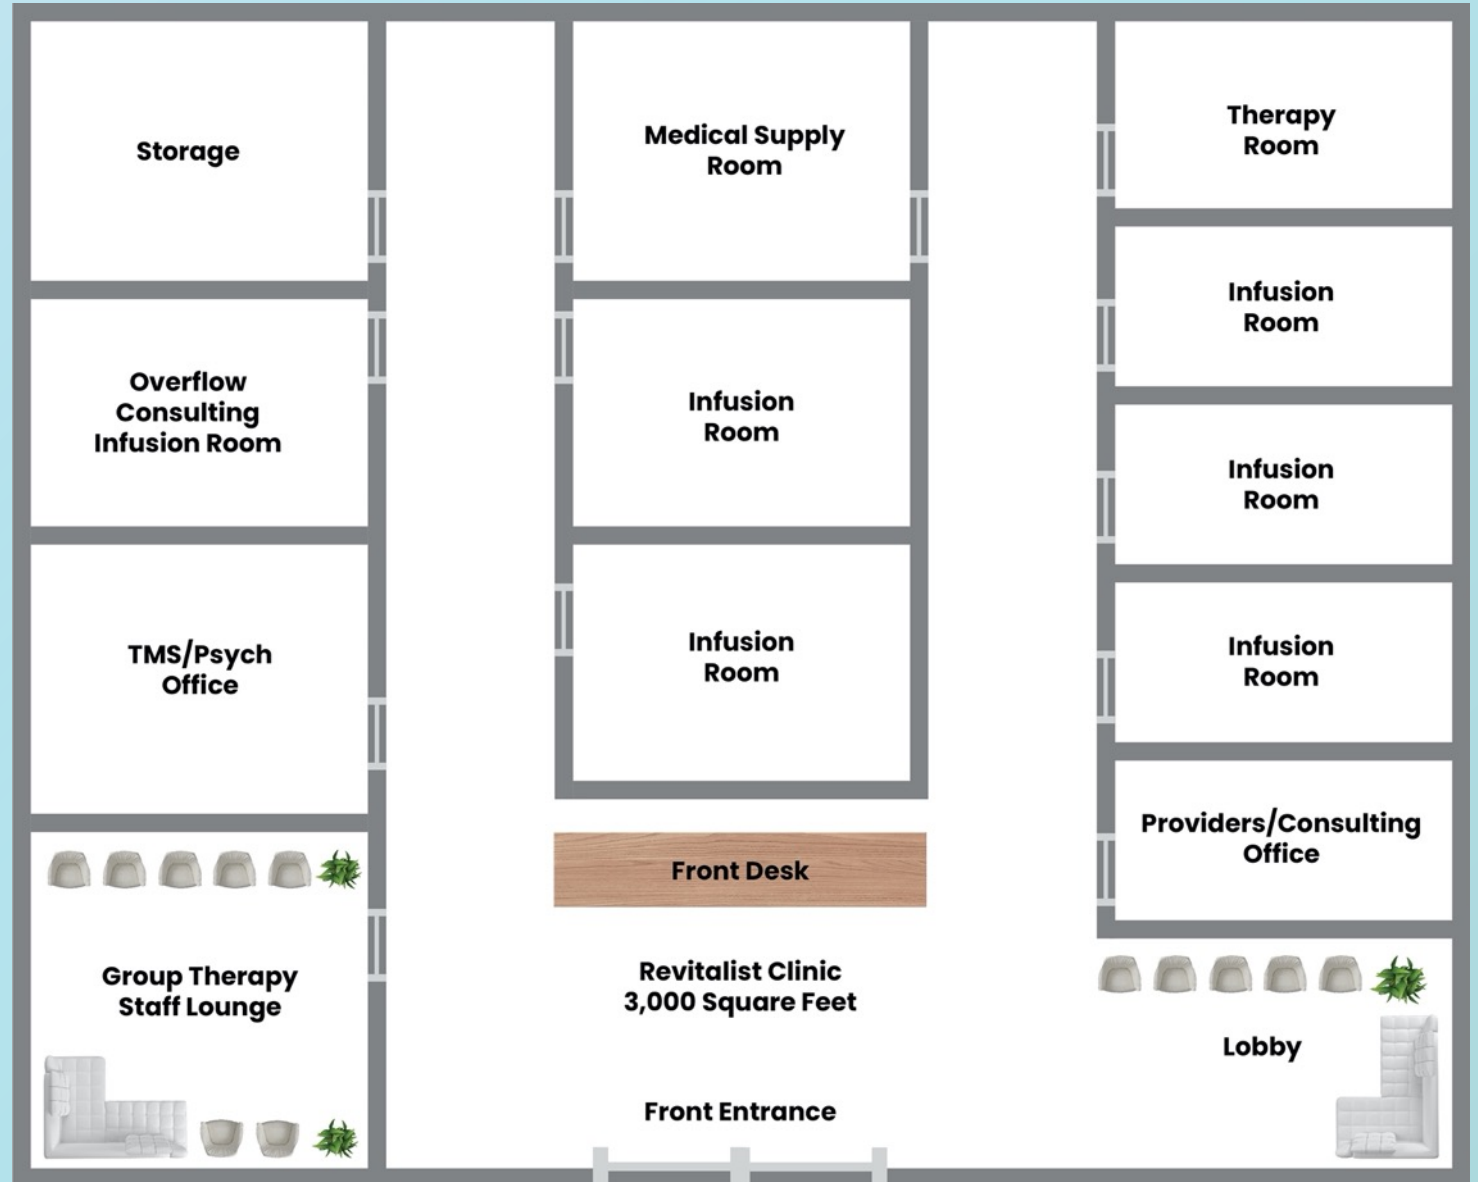 Storage
Medical Supply
Room
Therapy
Room
Infusion
Room
Overflow
Consulting
Infusion Room
Infusion
Room
Infusion
Room
TMS/Psych
Office
Infusion
Room
Infusion
Room
Providers/Consulting
Office
Front Desk
Group Therapy
Staff Lounge
Revitalist Clinic
3,000 Square Feet
Lobby
Front Entrance